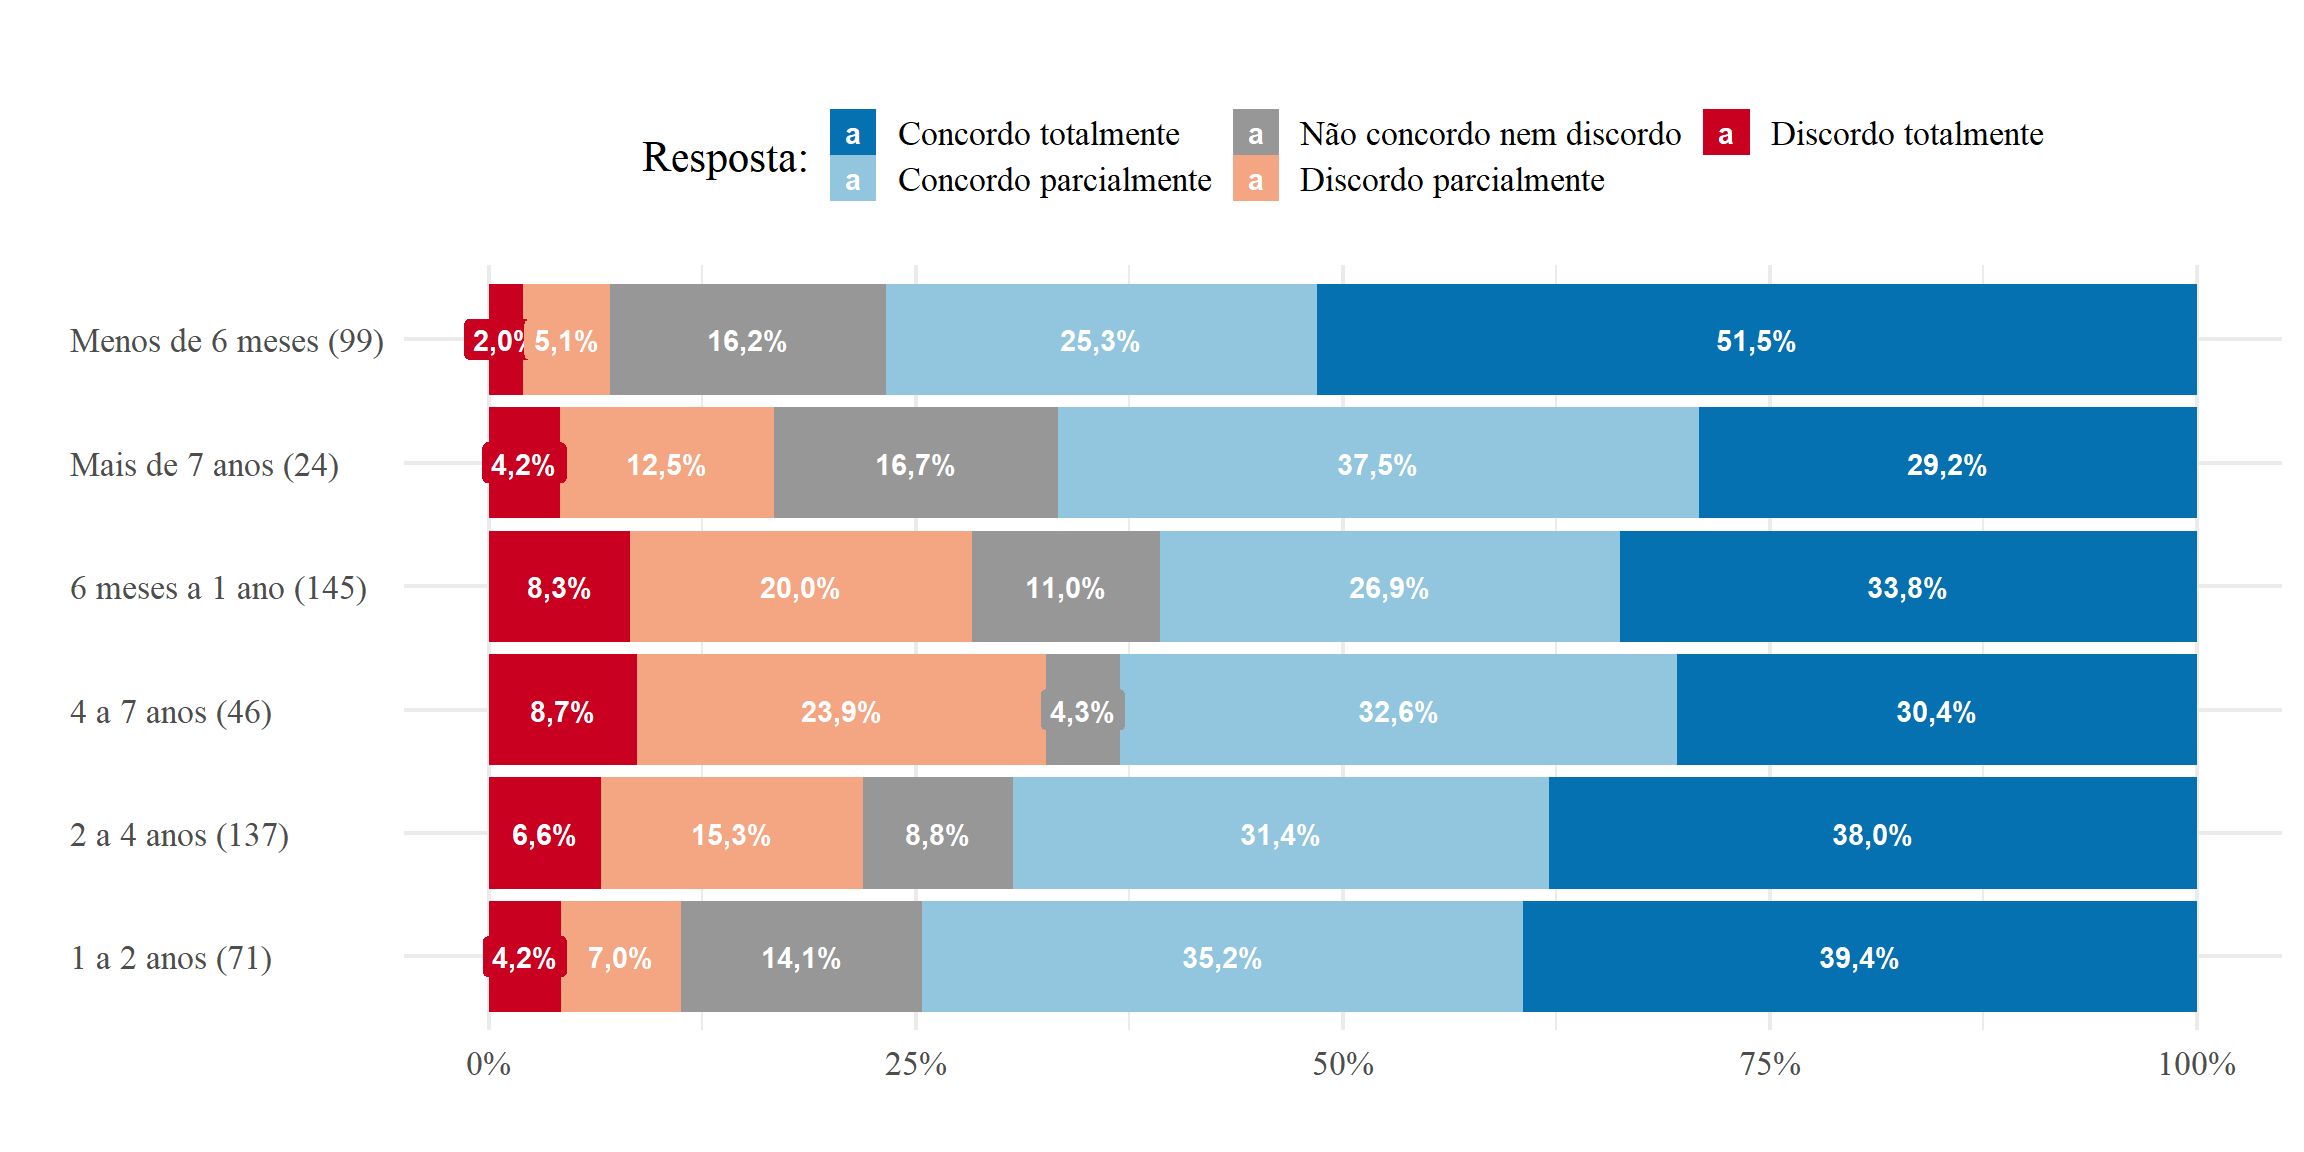 Resposta:
a Concordo totalmente a Não concordo nem discordo a Discordo totalmente
a Concordo parcialmente a Discordo parcialmente
Menos de 6 meses (99) 2,0% 5,1% 16,2% 25,3% 51,5%
Mais de 7 anos (24) 4,2% 12,5% 16,7% 37,5% 29,2%
6 meses a 1 ano (145) 8,3% 20,0% 11,0% 26,9% 33,8%
4 a 7 anos (46) 8,7% 23,9% 4,3% 32,6% 30,4%
2 a 4 anos (137) 6,6% 15,3% 8,8% 31,4% 38,0%
1 a 2 anos (71) 4,2% 7,0% 14,1% 35,2% 39,4%
0% 25% 50% 75% 100%